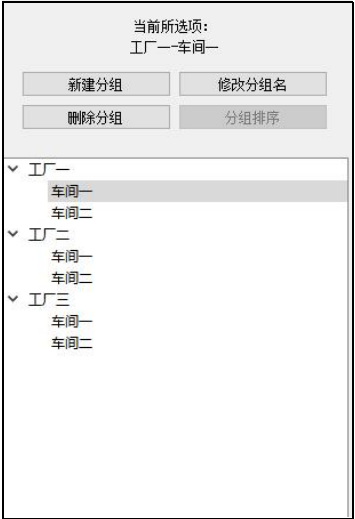 当前所选项:
工厂一-车间一
新建分组
修改分组名
删除分组
分组排序
工厂一
车间一
车间二
工厂二
车间一
车间二
工厂三
车间一
车间二